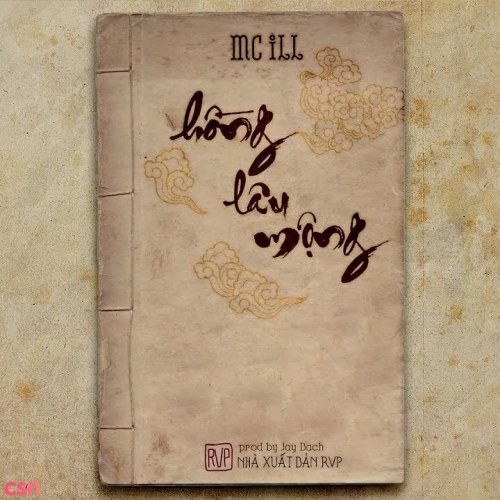 MC iLL
hồng
lâu
mộng
RVP
prod by Jay Bach
NHÀ XUẤT BẢN RVP
csn